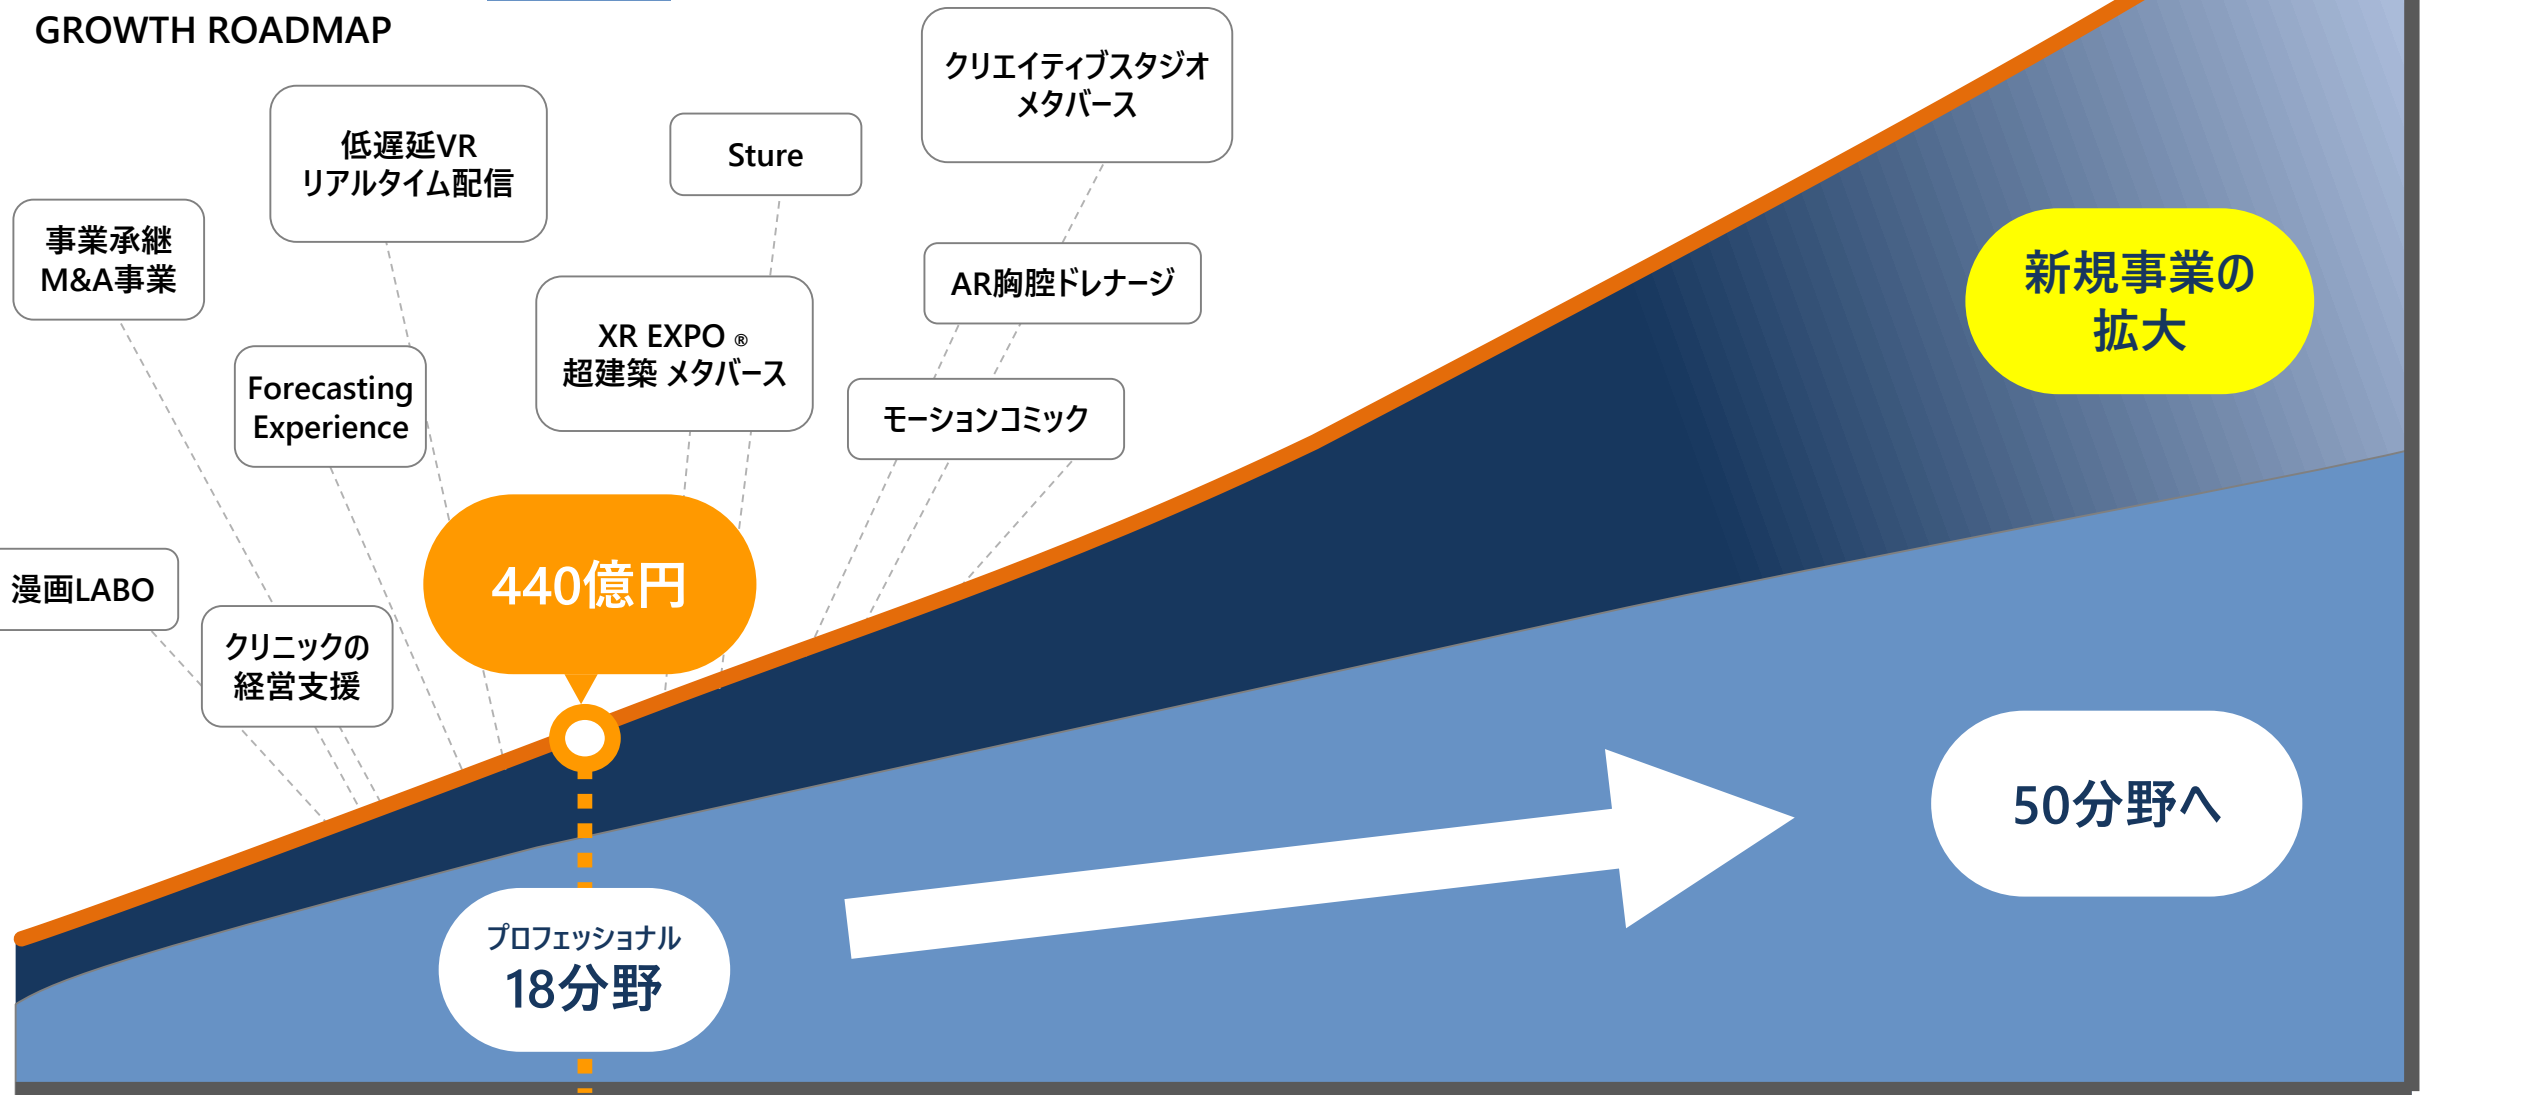 GROWTH ROADMAP
クリエイティブスタジオ
メタバース
低遅延VR
リアルタイム配信
Sture
事業承継
M&A事業
AR胸腔ドレナージ
新規事業の
拡大
XR EXPO ®
超建築 メタバース
Forecasting
Experience
モーションコミック
440億円
漫画LABO
クリニックの
経営支援
50分野へ
プロフェッショナル
18分野